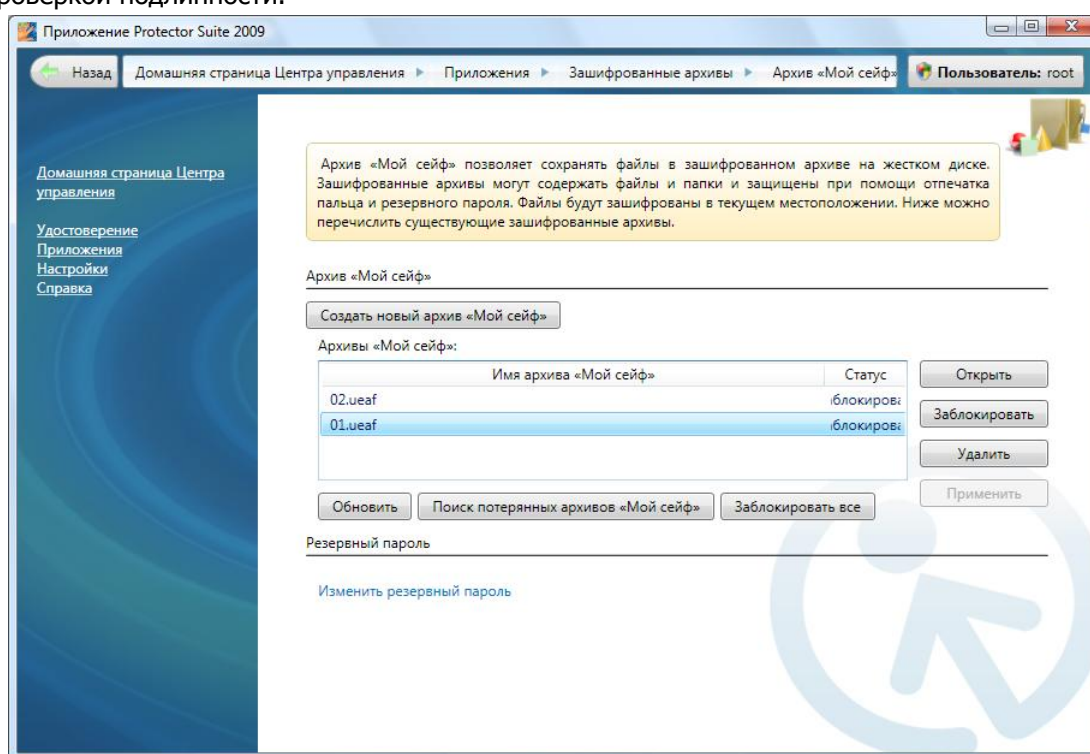 проверкой подлинности.
Приложение Protector Suite 2009
Назад
Домашняя страница Центра управления
Приложения
Зашифрованные архивы
Архив «Мой сейф»
Пользователь: root
Домашняя страница Центра
управления
Удостоверение
Приложения
Настройки
Справка
Архив «Мой сейф» позволяет сохранять файлы в зашифрованном архиве на жестком диске.
Зашифрованные архивы могут содержать файлы и папки и защищены при помощи отпечатка
пальца и резервного пароля. Файлы будут зашифрованы в текущем местоположении. Ниже можно
перечислить существующие зашифрованные архивы.
Архив «Мой сейф»
Создать новый архив «Мой сейф»
Архивы «Мой сейф»:
Имя архива «Мой сейф»
Статус
02.ueaf
01.ueaf
Открыть
Заблокировать
Удалить
Применить
Обновить
Поиск потерянных архивов «Мой сейф»
Заблокировать все
Резервный пароль
Изменить резервный пароль